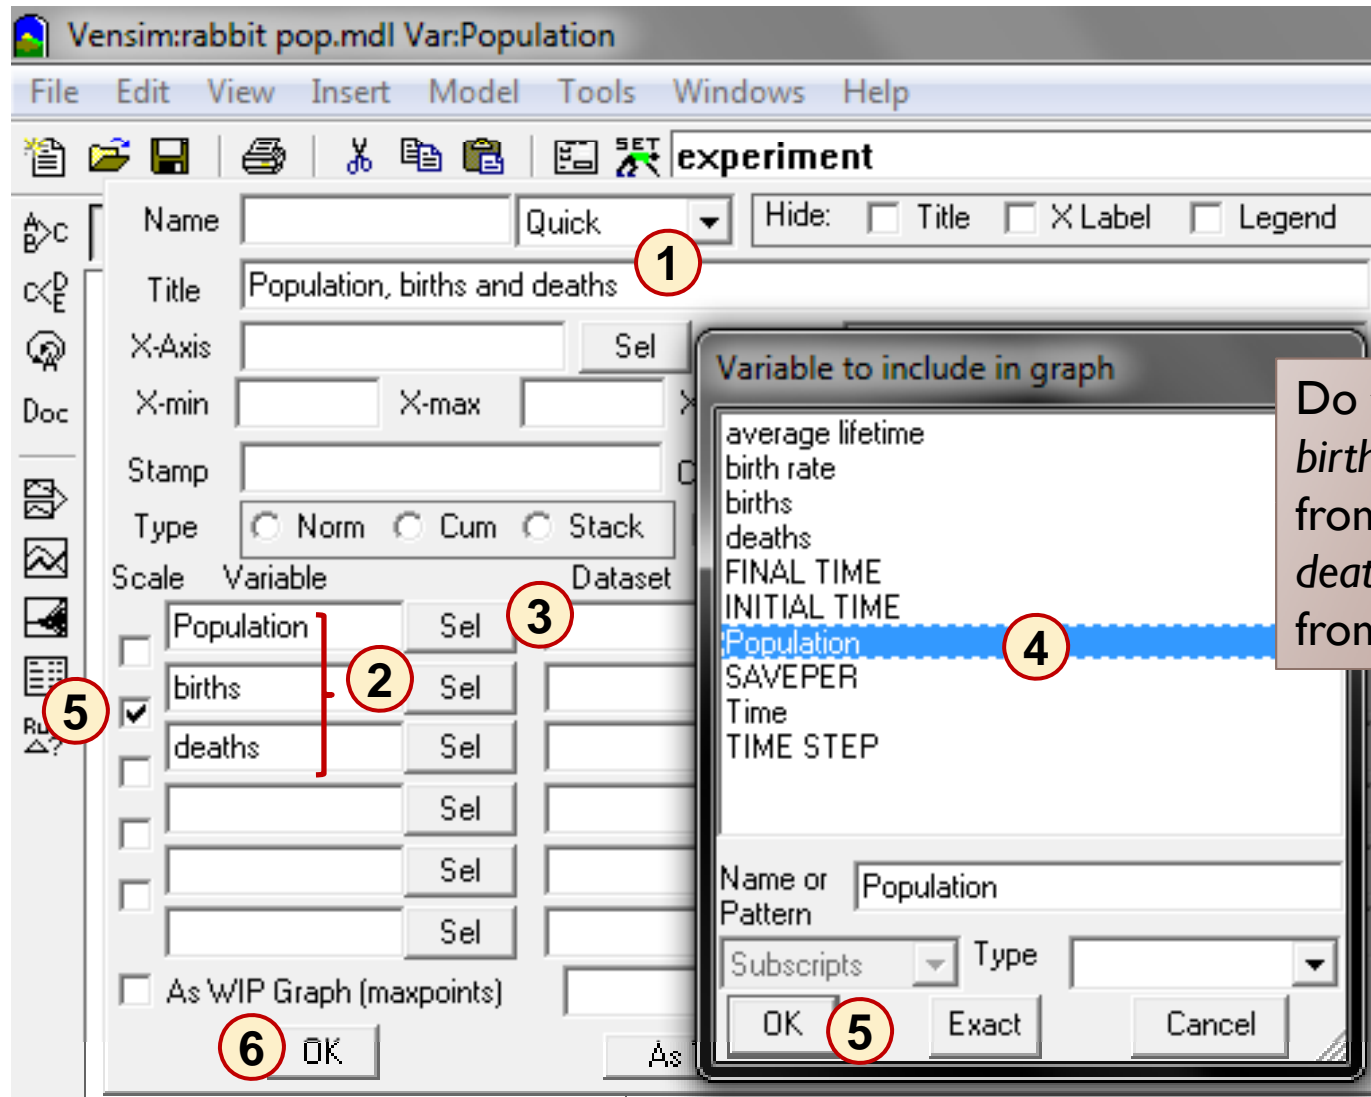 Vensim:rabbit pop.mdl Var:Population
File Edit View Insert Model Tools Windows Help
SET experiment
Name Quick Hide: Title X Label Legend
1
Title Population, births and deaths
X-Axis Sel
X-min X-max
Stamp
Type Norm Cum Stack
Scale Variable Dataset
Population Sel 3
births 2 Sel
5
deaths Sel
Sel
Sel
Sel
As WIP Graph (maxpoints)
6 OK As
A B>C
C<D E
A
Doc
Variable to include in graph
average lifetime
birth rate
births
deaths
FINAL TIME
INITIAL TIME
Population 4
SAVEPER
Time
TIME STEP
Name or Pattern Population
Subscripts Type
OK 5 Exact Cancel
Do
birth
from
deat
from